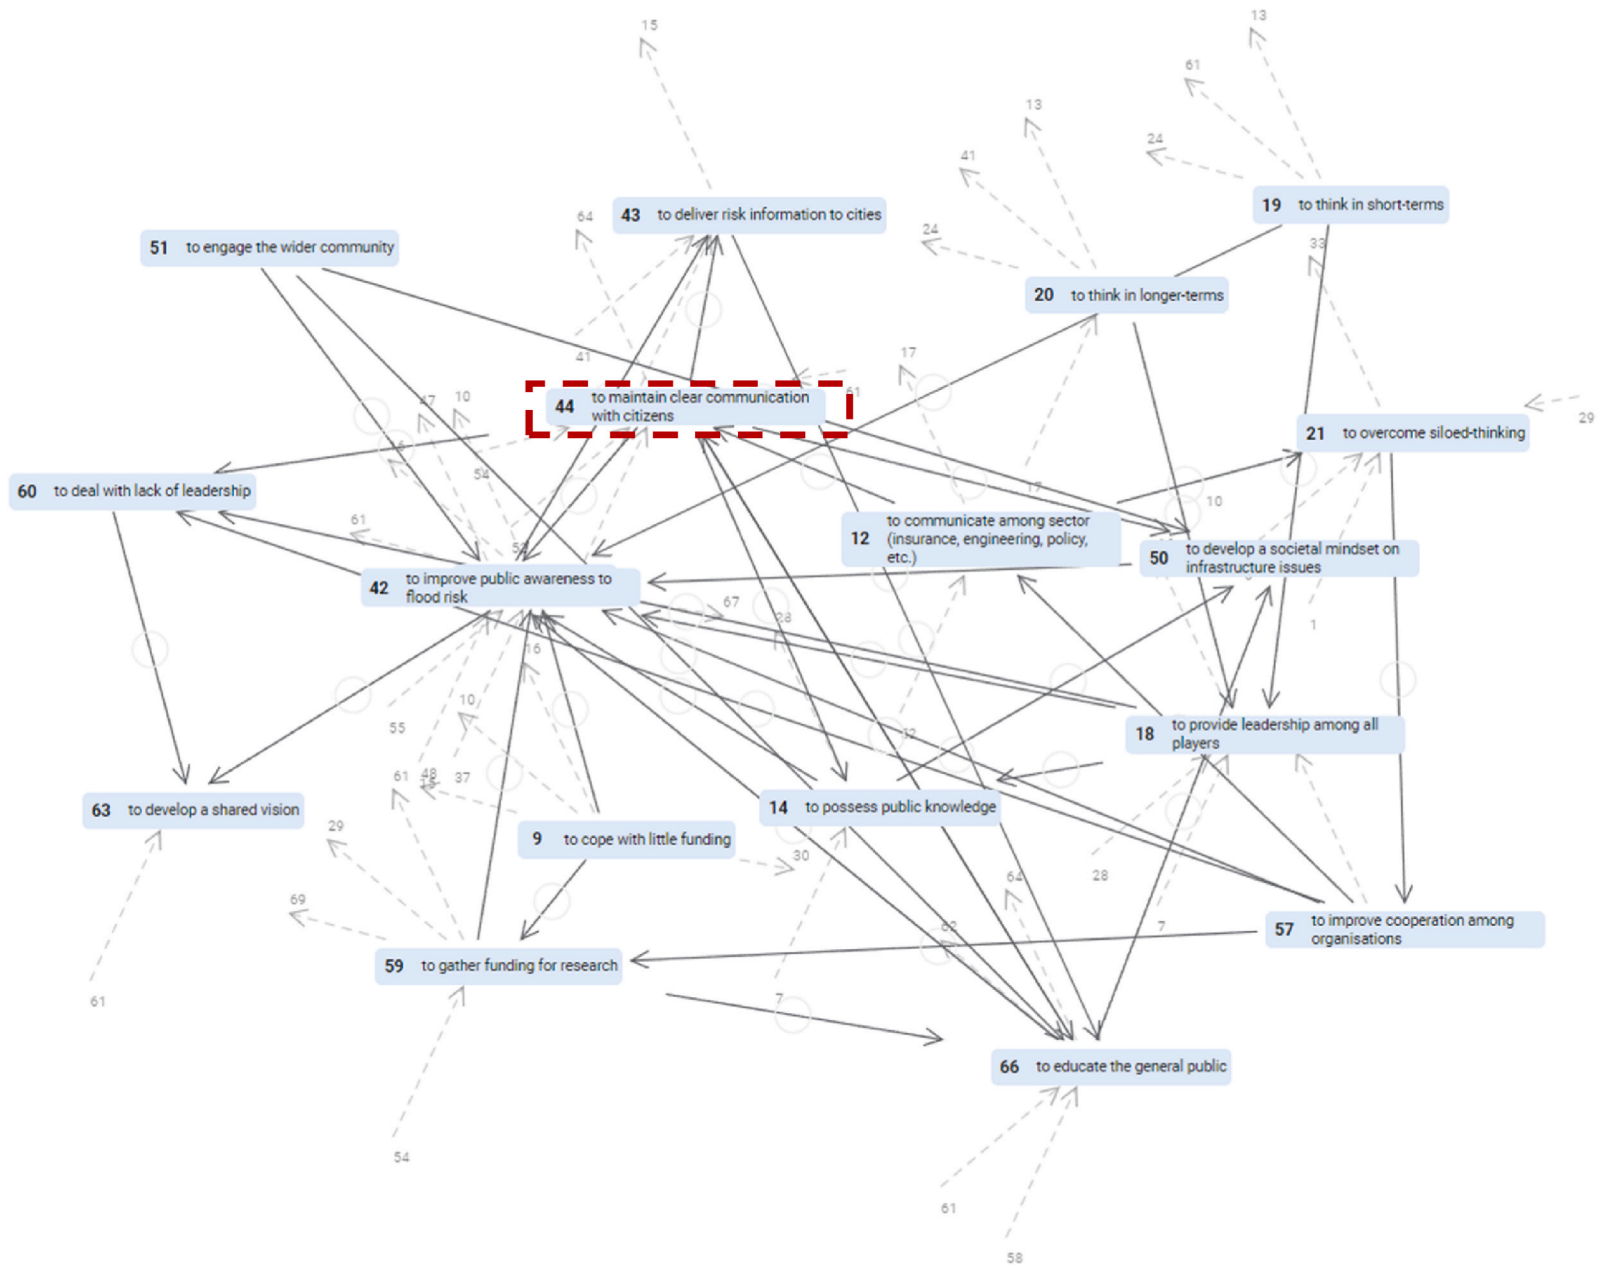 15
13
61
13
24
41
19 to think in short-terms
43 to deliver risk information to cities
64
24
33
51 to engage the wider community
20 to think in longer-terms
41
17
61
47
10
44 to maintain clear communication
with citizens
29
21 to overcome siloed-thinking
54
60 to deal with lack of leadership
17
10
61
12 to communicate among sector
(insurance, engineering, policy,
etc.)
50 to develop a societal mindset on
infrastructure issues
42 to improve public awareness to
flood risk
67
28
1
16
10
55
18 to provide leadership among all
players
61
48
37
63 to develop a shared vision
14 to possess public knowledge
29
9 to cope with little funding
30
28
64
69
62
7
57 to improve cooperation among
organisations
59 to gather funding for research
61
7
66 to educate the general public
54
61
58